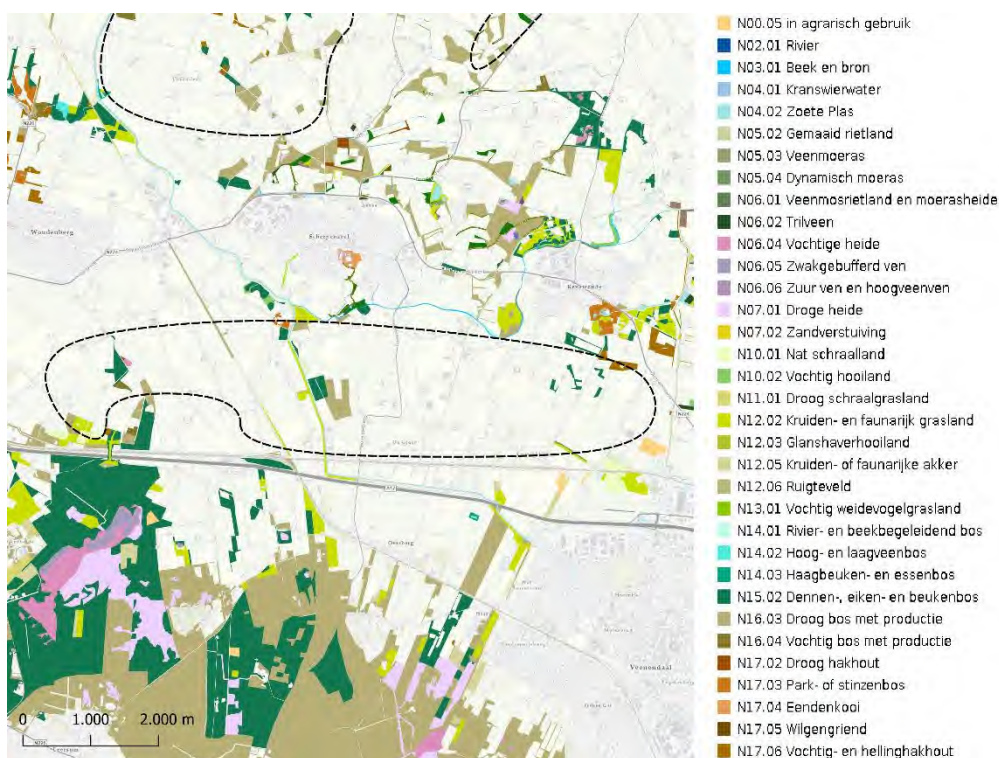 Woudenberg
Scherpenzeel
Renswoude
Veenendaal
0 1.000 2.000 m
N00.05 in agrarisch gebruik
N02.01 Rivier
N03.01 Beek en bron
N04.01 Kranswierwater
N04.02 Zoete Plas
N05.02 Gemaaid rietland
N05.03 Veenmoeras
N05.04 Dynamisch moeras
N06.01 Veenmosrietland en moerasheide
N06.02 Trilveen
N06.04 Vochtige heide
N06.05 Zwakgebufferd ven
N06.06 Zuur ven en hoogveenven
N07.01 Droge heide
N07.02 Zandverstuiving
N10.01 Nat schraalland
N10.02 Vochtig hooiland
N11.01 Droog schraalgrasland
N12.02 Kruiden- en faunarijk grasland
N12.03 Glanshaverhooiland
N12.05 Kruiden- of faunarijke akker
N12.06 Ruigteveld
N13.01 Vochtig weidevogelgrasland
N14.01 Rivier- en beekbegeleidend bos
N14.02 Hoog- en laagveenbos
N14.03 Haagbeuken- en essenbos
N15.02 Dennen-, eiken- en beukenbos
N16.03 Droog bos met productie
N16.04 Vochtig bos met productie
N17.02 Droog hakhout
N17.03 Park- of stinzenbos
N17.04 Eendenkooi
N17.05 Wilgengriend
N17.06 Vochtig- en hellinghakhout